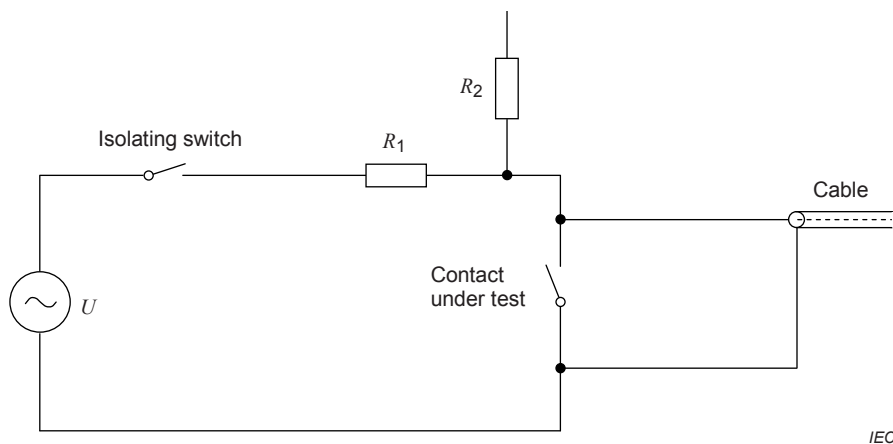 R2
Isolating switch
R1
Cable
Contact
under test
U
IEC